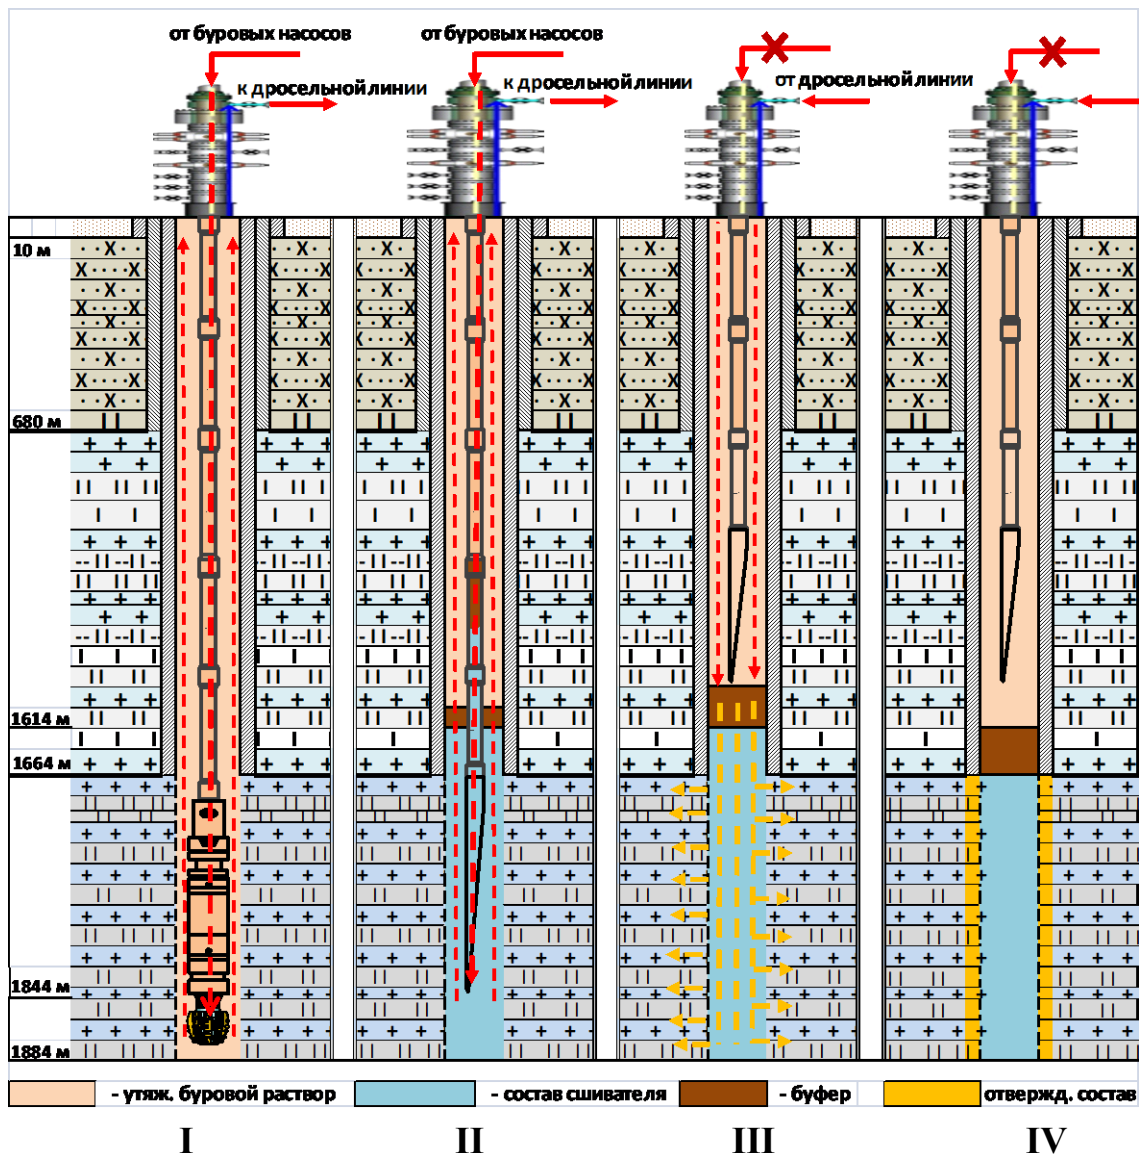 от буровых насосов
от буровых насосов
к дросельной линии
к дросельной линии
от дросельной линии
10 м
680 м
1614 м
1664 м
1844 м
1884 м
- утяж. буровой раствор
- состав сшивателя
- буфер
отвержд. состав
I
II
III
IV